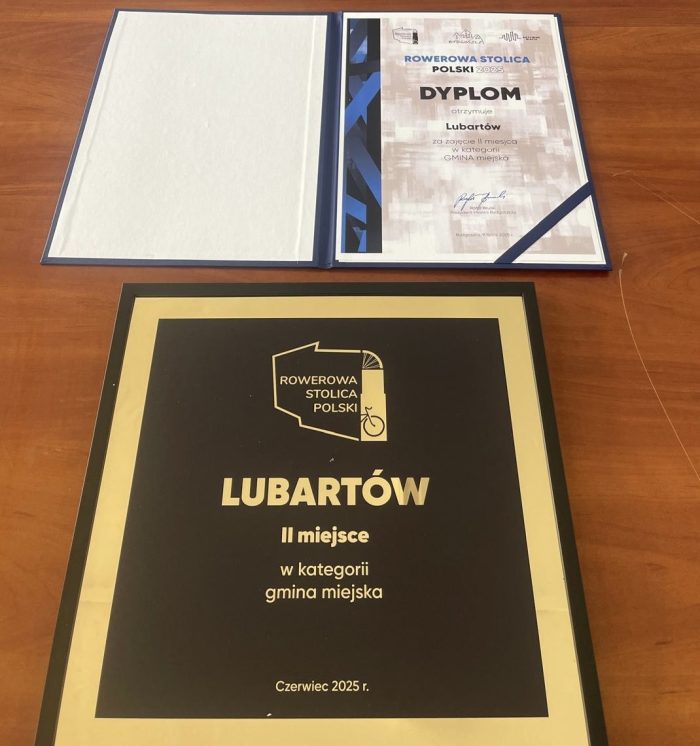 ROWEROWA STOLICA
POLSKI 2025
DYPLOM
otrzymuje
Lubartów
za zajęcie II miejsca
w kategorii
GMINA miejska
ROWEROWA
STOLICA
POLSKI
LUBARTÓW
II miejsce
w kategorii
gmina miejska
Czerwiec 2025 r.